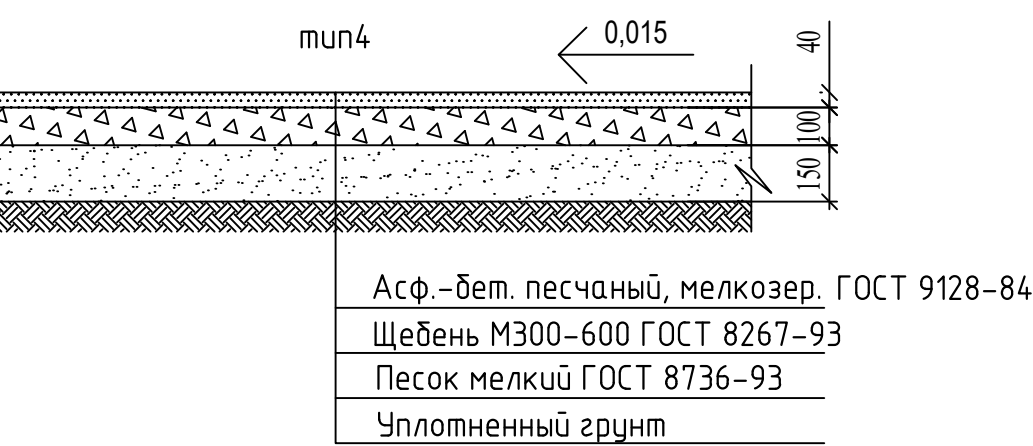 тип4
0,015
40
100
150
Асф.-бет. песчаный, мелкозер. ГОСТ 9128-84
Щебень М300-600 ГОСТ 8267-93
Песок мелкий ГОСТ 8736-93
Уплотненный грунт